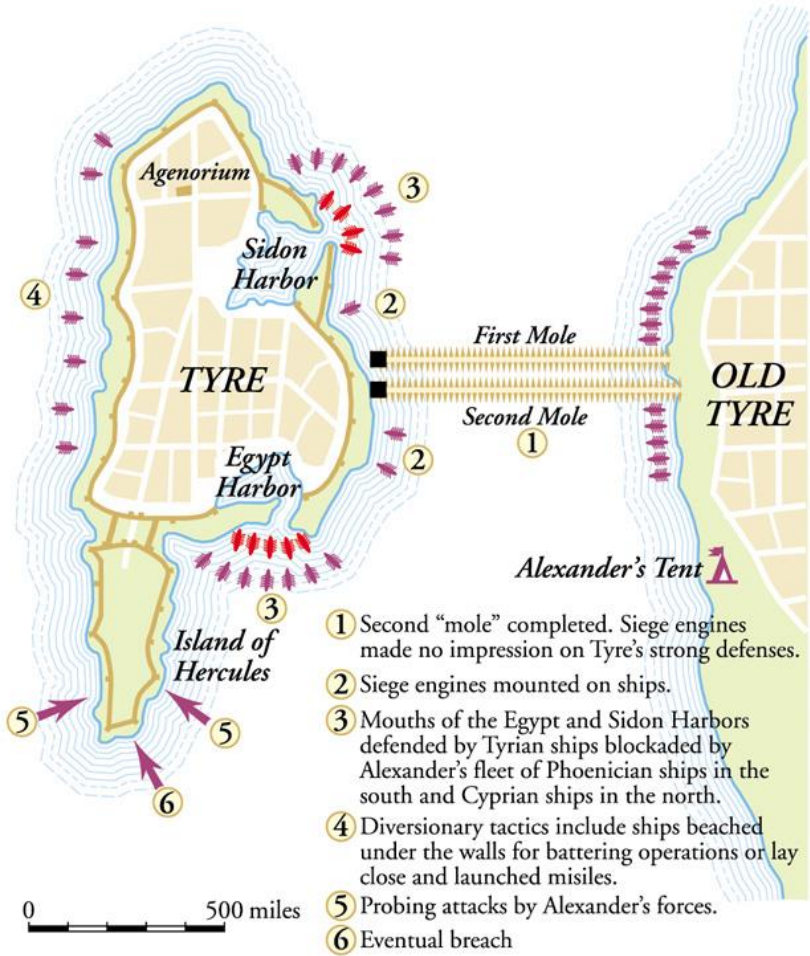 Agenorium
3
Sidon
Harbor
4
2
First Mole
TYRE
OLD
TYRE
Second Mole
1
2
Egypt
Harbor
Alexander's Tent
3
Island of
Hercules
5
5
6
1 Second “mole” completed. Siege engines
made no impression on Tyre’s strong defenses.
2 Siege engines mounted on ships.
3 Mouths of the Egypt and Sidon Harbors
defended by Tyrian ships blockaded by
Alexander’s fleet of Phoenician ships in the
south and Cyprian ships in the north.
4 Diversionary tactics include ships beached
under the walls for battering operations or lay
close and launched misiles.
5 Probing attacks by Alexander’s forces.
6 Eventual breach
0 500 miles